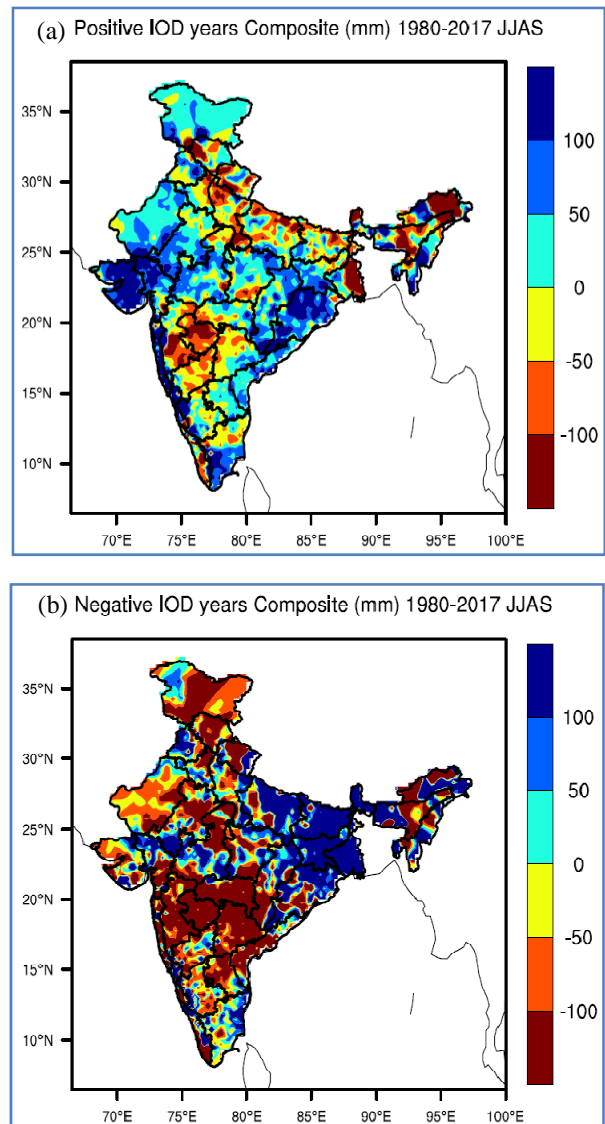 (a) Positive IOD years Composite (mm) 1980-2017 JJAS
35°N
30°N
25°N
20°N
15°N
10°N
70°E 75°E 80°E 85°E 90°E 95°E 100°E
100
50
0
-50
-100
(b) Negative IOD years Composite (mm) 1980-2017 JJAS
35°N
30°N
25°N
20°N
15°N
10°N
70°E 75°E 80°E 85°E 90°E 95°E 100°E
100
50
0
-50
-100